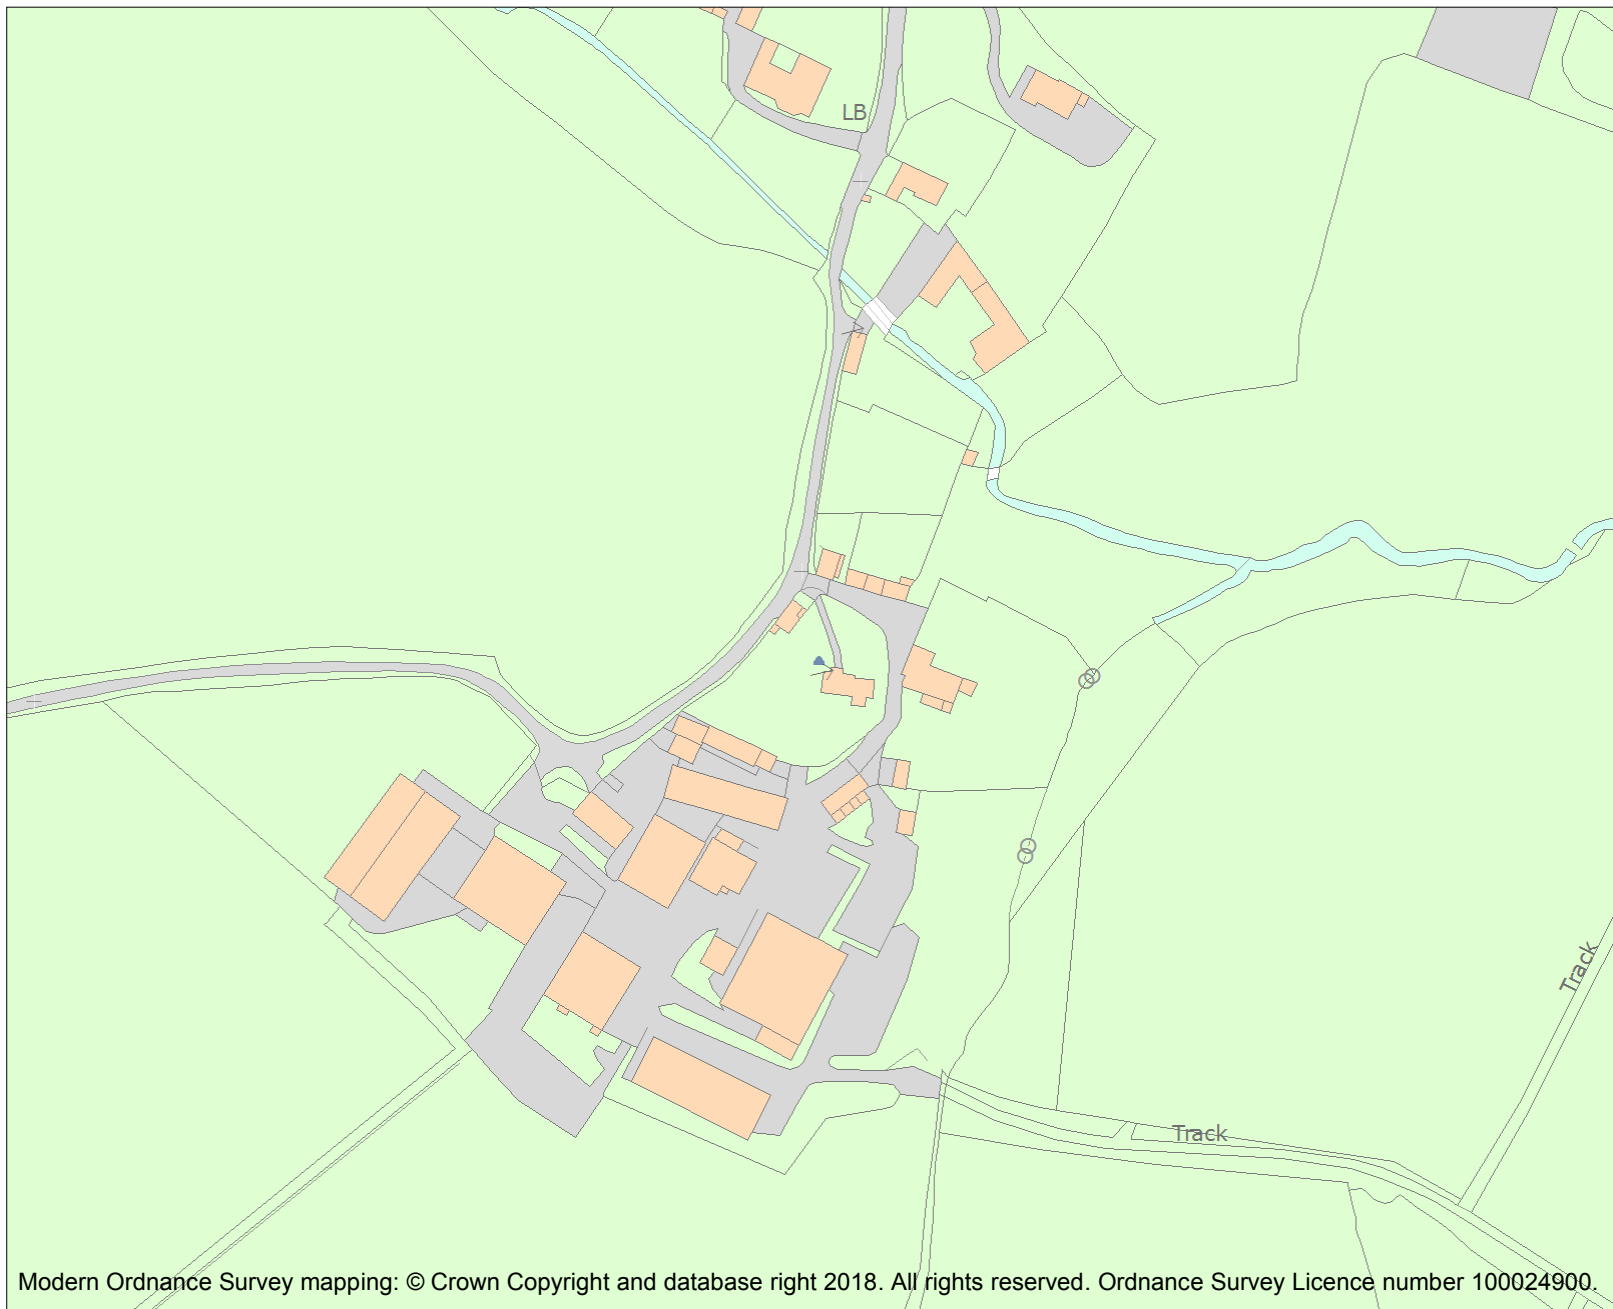 LB
Track
Track
Modern Ordnance Survey mapping: © Crown Copyright and database right 2018. All rights reserved. Ordnance Survey Licence number 100024900.